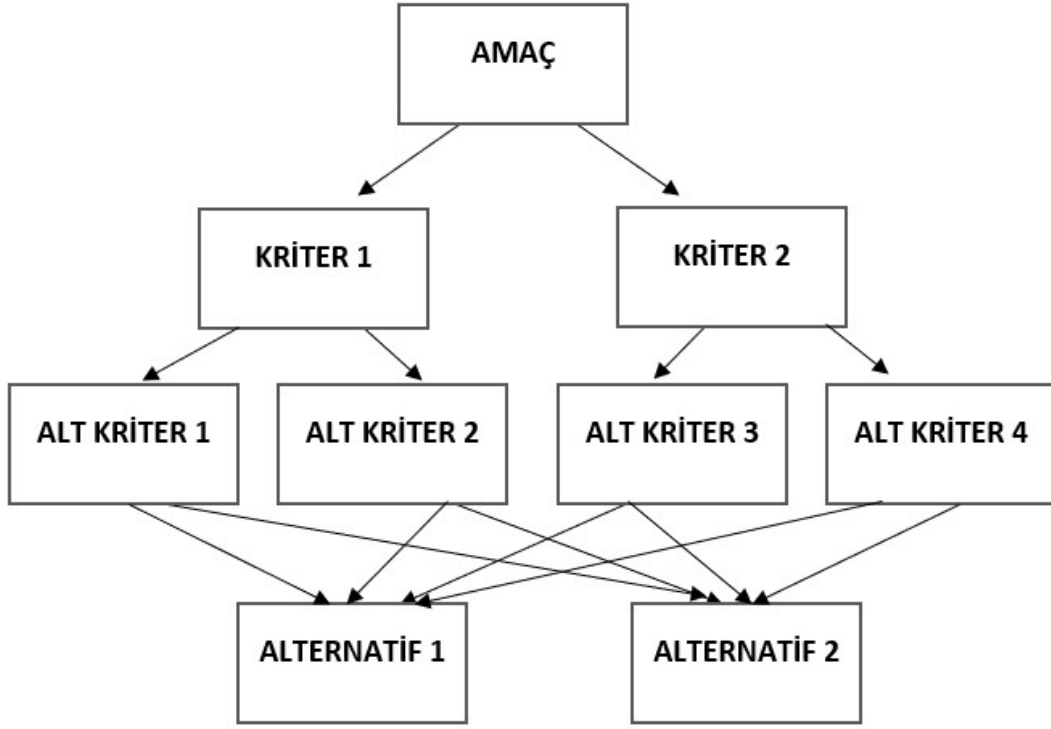 AMAÇ
KRİTER 1
KRİTER 2
ALT KRİTER 1
ALT KRİTER 2
ALT KRİTER 3
ALT KRİTER 4
ALTERNATİF 1
ALTERNATİF 2